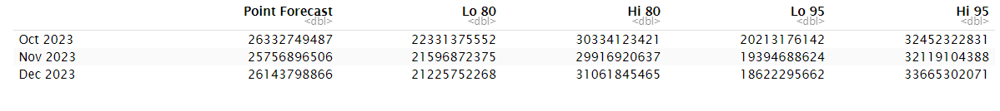 Point Forecast Lo 80 Hi 80 Lo 95 Hi 95
<dbl> <dbl> <dbl> <dbl> <dbl>
Oct 2023 26332749487 22331375552 30334123421 20213176142 32452322831
Nov 2023 25756896506 21596872375 29916920637 19394688624 32119104388
Dec 2023 26143798866 21225752268 31061845465 18622295662 33665302071